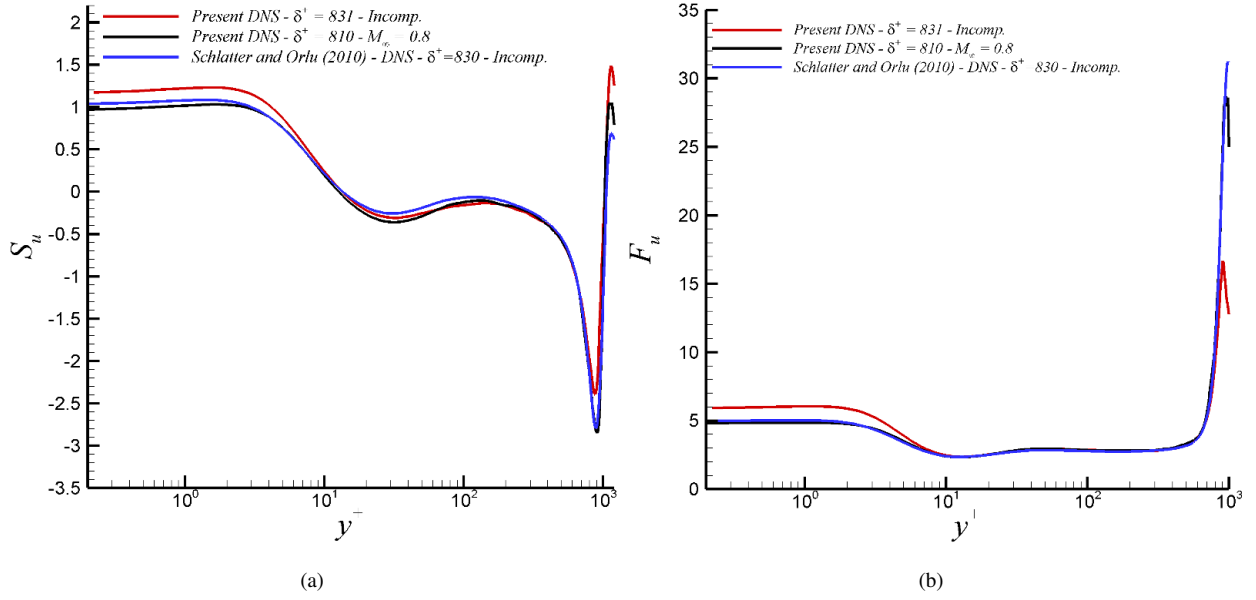 Present DNS - δ⁺ = 831 - Incomp.
Present DNS - δ⁺ = 810 - M∞ = 0.8
Schlatter and Orlu (2010) - DNS - δ⁺=830 - Incomp.
2
1.5
1
0.5
0
-0.5
-1
-1.5
-2
-2.5
-3
-3.5
S_u
10⁰
10¹
10²
10³
y⁺
(a)
Present DNS - δ⁺ = 831 - Incomp.
Present DNS - δ⁺ = 810 - M∞ = 0.8
Schlatter and Orlu (2010) - DNS - δ⁺ 830 - Incomp.
35
30
25
20
15
10
5
0
F_u
10⁰
10¹
10²
10³
y⁺
(b)